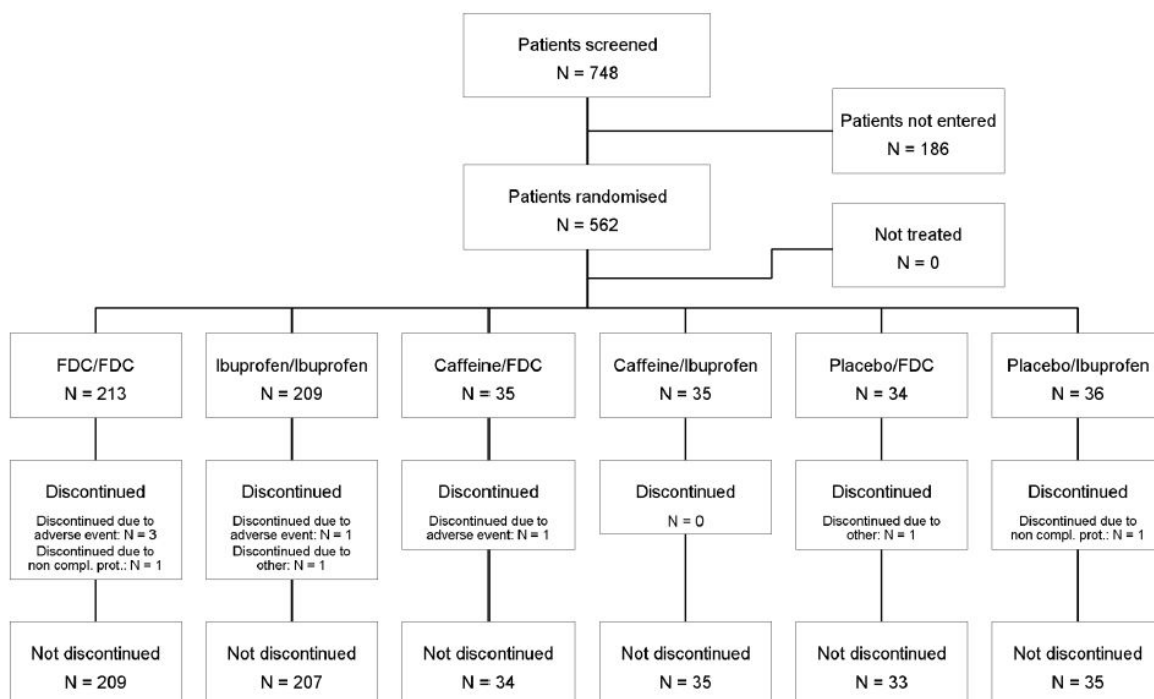 Patients screened
N = 748
Patients not entered
N = 186
Patients randomised
N = 562
Not treated
N = 0
FDC/FDC
N = 213
Ibuprofen/Ibuprofen
N = 209
Caffeine/FDC
N = 35
Caffeine/Ibuprofen
N = 35
Placebo/FDC
N = 34
Placebo/Ibuprofen
N = 36
Discontinued
Discontinued due to
adverse event: N = 3
Discontinued due to
non compl. prot.: N = 1
Discontinued
Discontinued due to
adverse event: N = 1
Discontinued due to
other: N = 1
Discontinued
Discontinued due to
adverse event: N = 1
Discontinued
N = 0
Discontinued
Discontinued due to
other: N = 1
Discontinued
Discontinued due to
non compl. prot.: N = 1
Not discontinued
N = 209
Not discontinued
N = 207
Not discontinued
N = 34
Not discontinued
N = 35
Not discontinued
N = 33
Not discontinued
N = 35